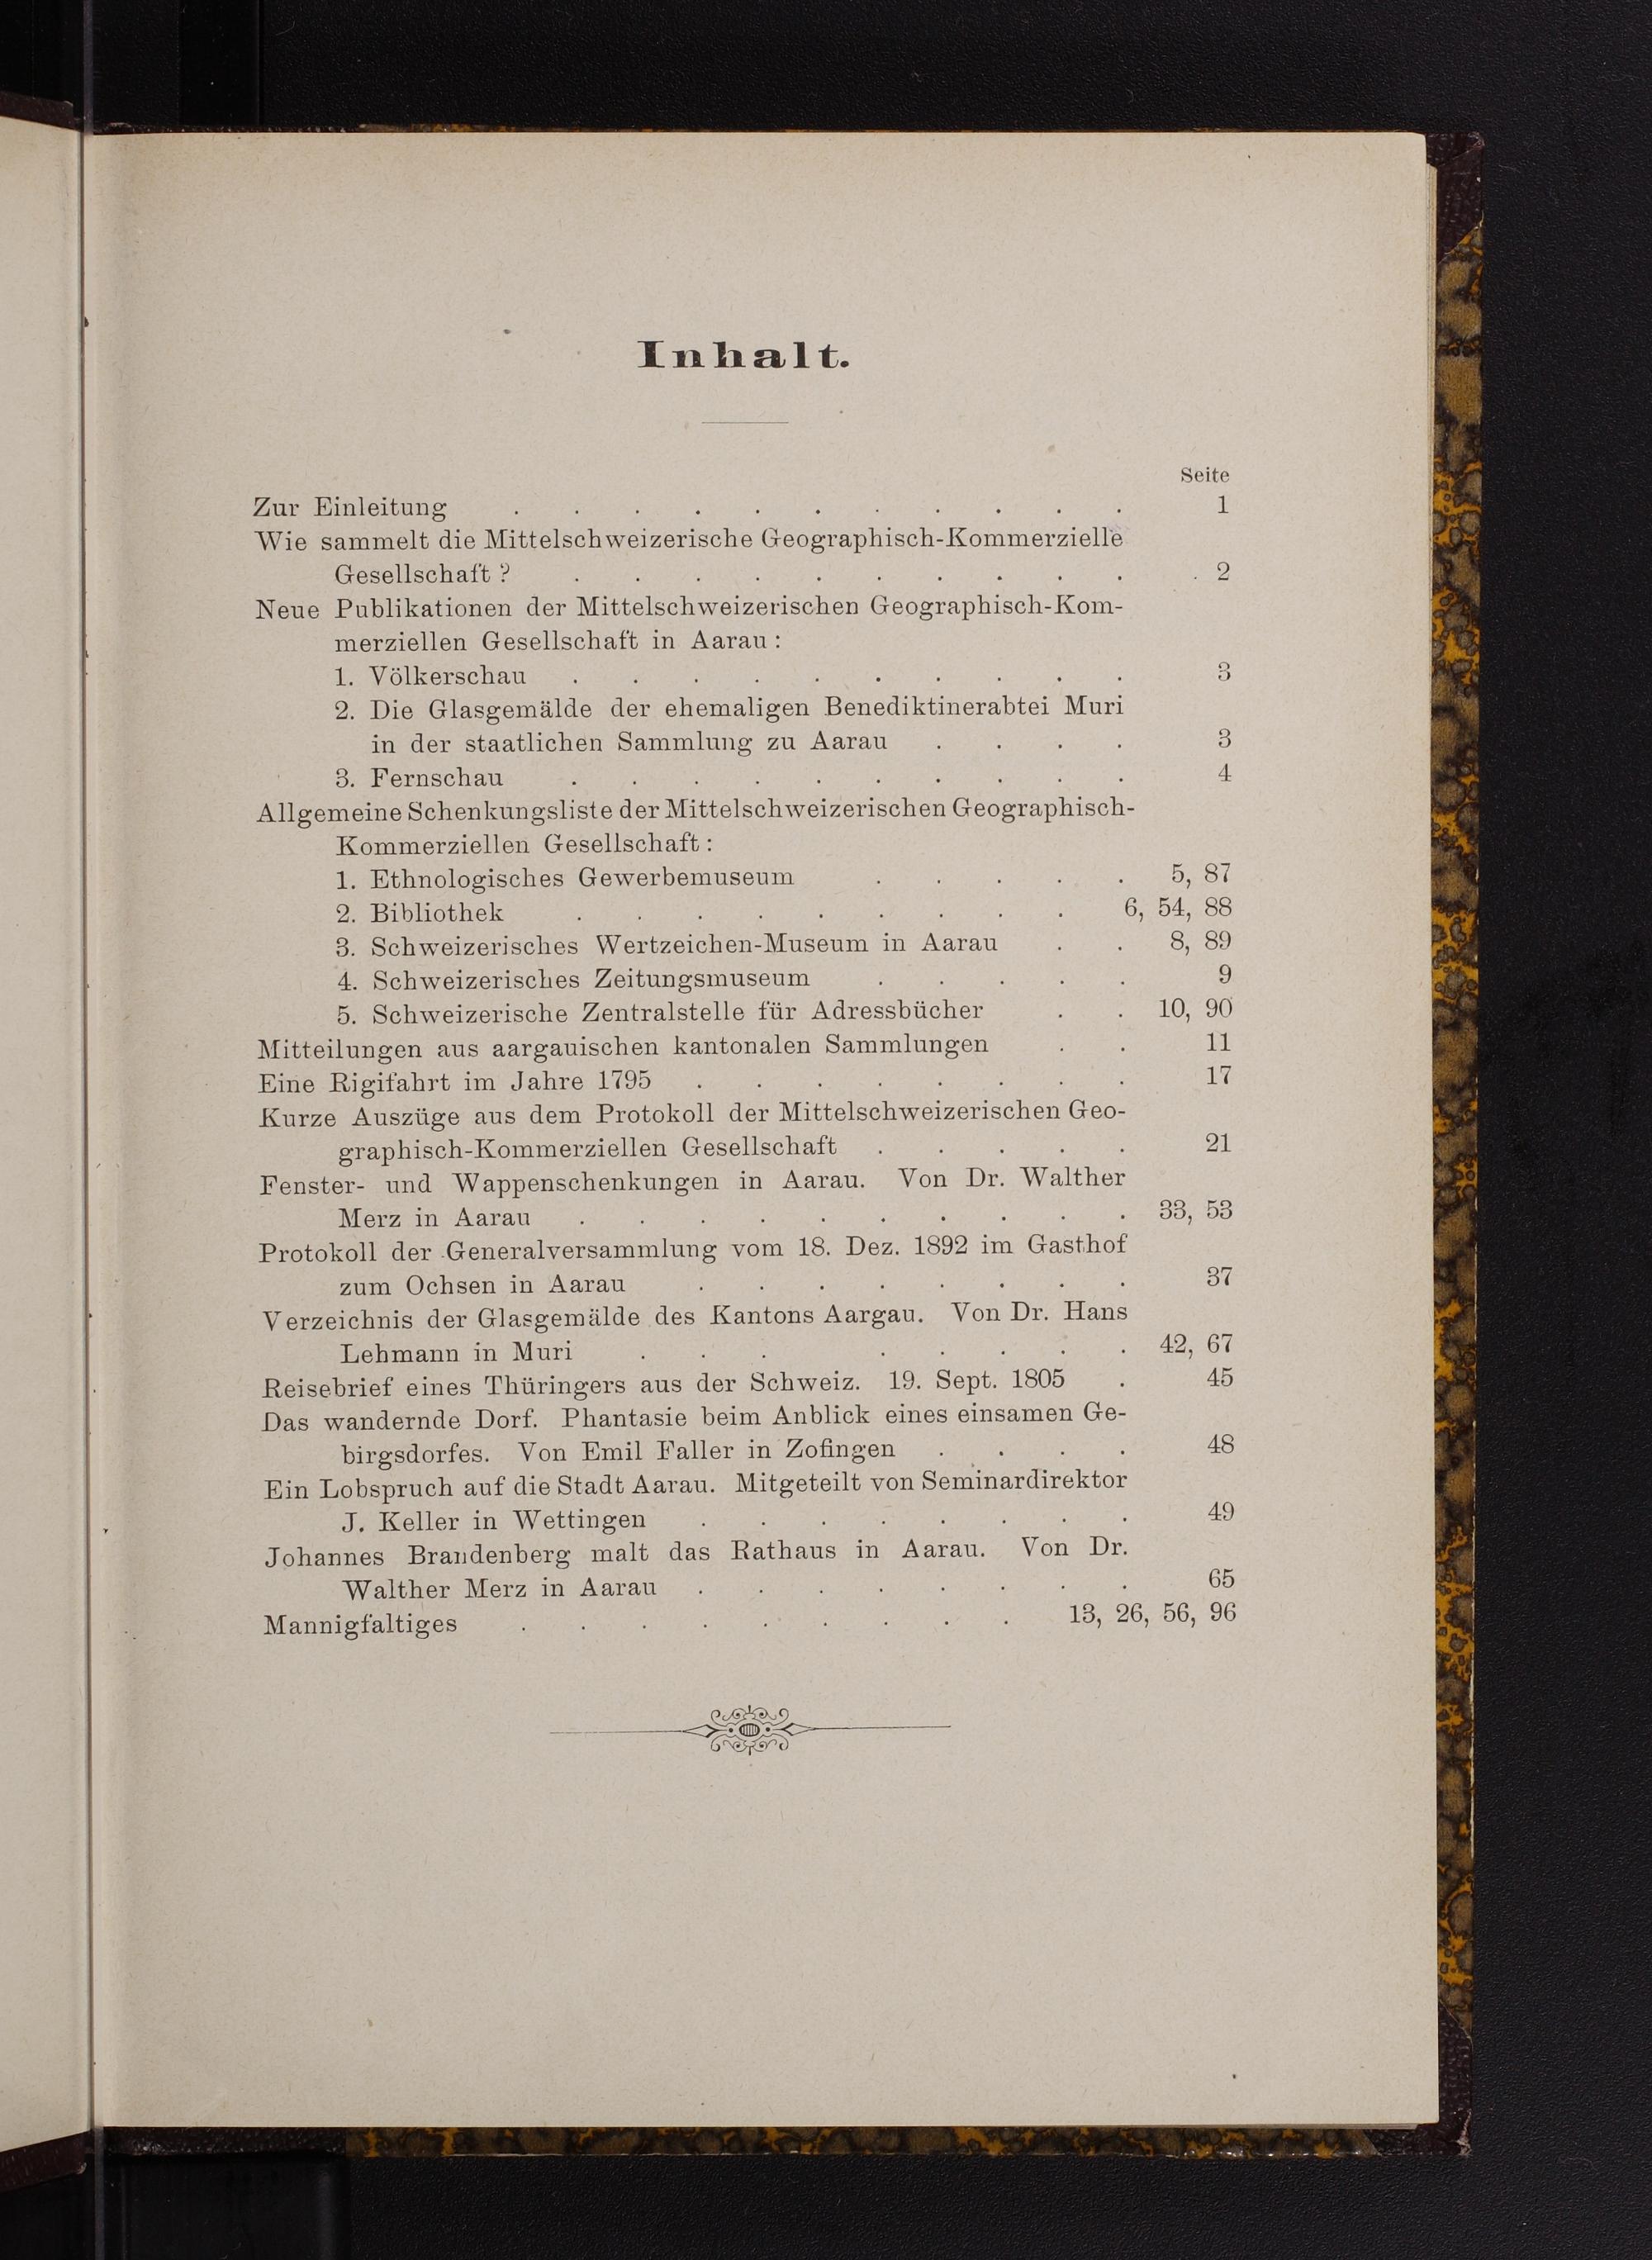 Inhalt.
Seite
Zur Einleitung . . . . . . . . . . . 1
Wie sammelt die Mittelschweizerische Geographisch-Kommerzielle
Gesellschaft? . . . . . . . . . . . 2
Neue Publikationen der Mittelschweizerischen Geographisch-Kom-
merziellen Gesellschaft in Aarau:
1. Völkerschau . . . . . . . . . . 3
2. Die Glasgemälde der ehemaligen Benediktinerabtei Muri
in der staatlichen Sammlung zu Aarau . . . . 3
3. Fernschau . . . . . . . . . . 4
Allgemeine Schenkungsliste der Mittelschweizerischen Geographisch-
Kommerziellen Gesellschaft:
1. Ethnologisches Gewerbemuseum . . . . . 5, 87
2. Bibliothek . . . . . . . . . 6, 54, 88
3. Schweizerisches Wertzeichen-Museum in Aarau . . 8, 89
4. Schweizerisches Zeitungsmuseum . . . . . 9
5. Schweizerische Zentralstelle für Adressbücher . . 10, 90
Mitteilungen aus aargauischen kantonalen Sammlungen . . 11
Eine Rigifahrt im Jahre 1795 . . . . . . . . 17
Kurze Auszüge aus dem Protokoll der Mittelschweizerischen Geo-
graphisch-Kommerziellen Gesellschaft . . . . . 21
Fenster- und Wappenschenkungen in Aarau. Von Dr. Walther
Merz in Aarau . . . . . . . . . . 33, 53
Protokoll der Generalversammlung vom 18. Dez. 1892 im Gasthof
zum Ochsen in Aarau . . . . . . . . 37
Verzeichnis der Glasgemälde des Kantons Aargau. Von Dr. Hans
Lehmann in Muri . . . . . . . . 42, 67
Reisebrief eines Thüringers aus der Schweiz. 19. Sept. 1805 . 45
Das wandernde Dorf. Phantasie beim Anblick eines einsamen Ge-
birgsdorfes. Von Emil Faller in Zofingen . . . . 48
Ein Lobspruch auf die Stadt Aarau. Mitgeteilt von Seminardirektor
J. Keller in Wettingen . . . . . . . . 49
Johannes Brandenberg malt das Rathaus in Aarau. Von Dr.
Walther Merz in Aarau . . . . . . . . 65
Mannigfaltiges . . . . . . . . . 13, 26, 56, 96